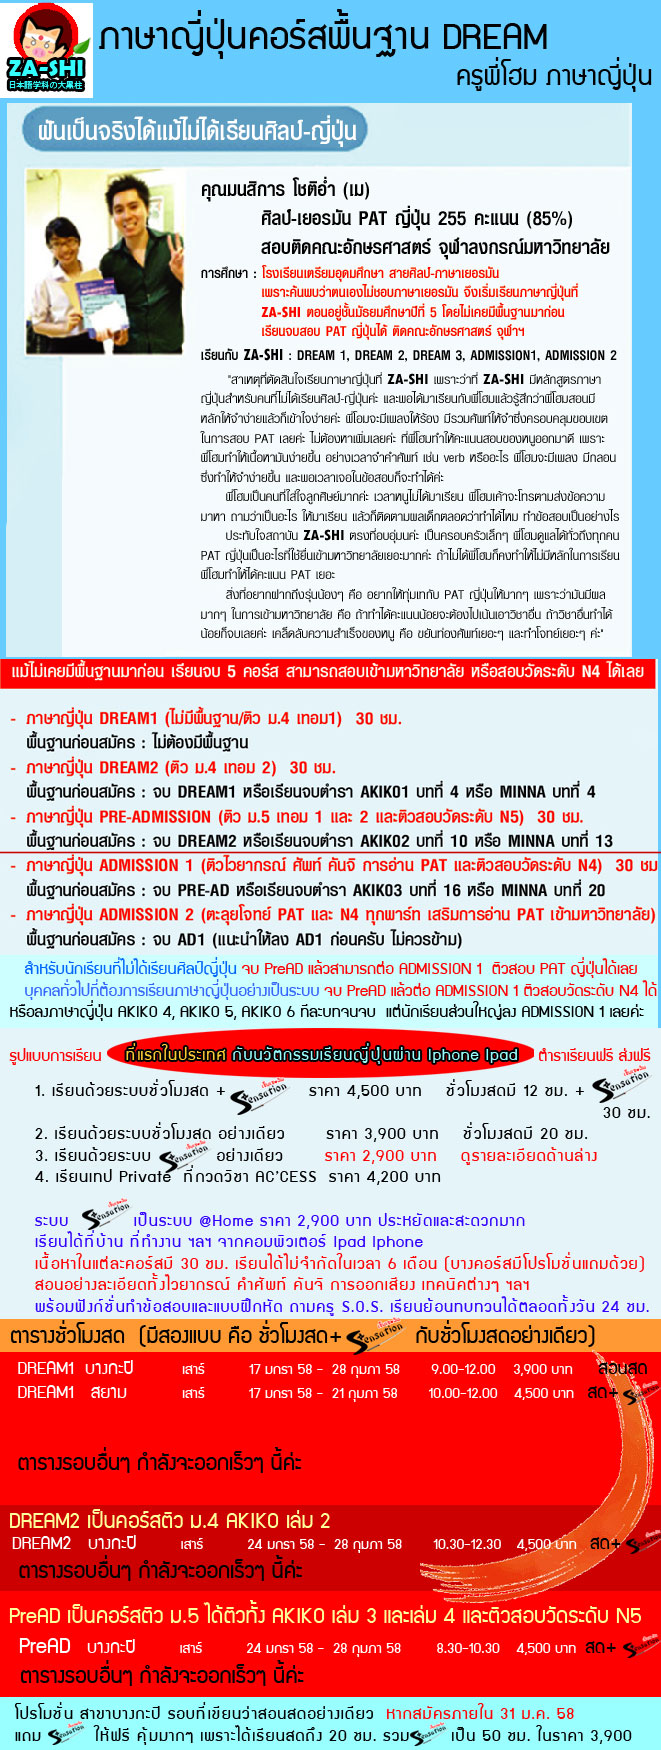 ZA-SHI
日本語学科の大黒柱
ภาษาญี่ปุ่นคอร์สพื้นฐาน DREAM
ครูพี่โฮม ภาษาญี่ปุ่น
ฝันเป็นจริงได้แม้ไม่ได้เรียนศิลป์-ญี่ปุ่น
คุณมนสิการ โชติอ่ำ (เม)
ศิลป์-เยอรมัน PAT ญี่ปุ่น 255 คะแนน (85%)
สอบติดคณะอักษรศาสตร์ จุฬาลงกรณ์มหาวิทยาลัย
การศึกษา : โรงเรียนเตรียมอุดมศึกษา สายศิลป์-ภาษาเยอรมัน
เพราะค้นพบว่าตนเองไม่ชอบภาษาเยอรมัน จึงเริ่มเรียนภาษาญี่ปุ่นที่
ZA-SHI ตอนอยู่ชั้นมัธยมศึกษาปีที่ 5 โดยไม่เคยมีพื้นฐานมาก่อน
เรียนจบสอบ PAT ญี่ปุ่นได้ ติดคณะอักษรศาสตร์ จุฬาฯ
เรียนกับ ZA-SHI : DREAM 1, DREAM 2, DREAM 3, ADMISSION1, ADMISSION 2
"สาเหตุที่ตัดสินใจเรียนภาษาญี่ปุ่นที่ ZA-SHI เพราะว่าที่ ZA-SHI มีหลักสูตรภาษา
ญี่ปุ่นสำหรับคนที่ไม่ได้เรียนศิลป์-ญี่ปุ่นค่ะ และพอได้มาเรียนกับพี่โฮมแล้วรู้สึกว่าพี่โฮมสอนมี
หลักให้จำง่ายแล้วก็เข้าใจง่ายค่ะ พี่โฮมจะมีเพลงให้ร้อง มีรวมศัพท์ให้จำซึ่งครอบคลุมขอบเขต
ในการสอบ PAT เลยค่ะ ไม่ต้องหาเพิ่มเลยค่ะ ที่พี่โฮมทำให้คะแนนสอบของหนูออกมาดี เพราะ
พี่โฮมทำให้เนื้อหามันง่ายขึ้น อย่างเวลาจำคำศัพท์ เช่น verb หรืออะไร พี่โฮมจะมีเพลง มีกลอน
ซึ่งทำให้จำง่ายขึ้น และพอเวลาเจอในข้อสอบก็จะทำได้ค่ะ
พี่โฮมเป็นคนที่ใส่ใจลูกศิษย์มากค่ะ เวลาหนูไม่ได้มาเรียน พี่โฮมเค้าจะโทรตามส่งข้อความ
มาหา ถามว่าเป็นอะไร ให้มาเรียน แล้วก็ติดตามผลเด็กตลอดว่าทำได้ไหม ทำข้อสอบเป็นอย่างไร
ประทับใจสถาบัน ZA-SHI ตรงที่อบอุ่นนค่ะ เป็นครอบครัวเล็กๆ พี่โฮมดูแลได้ทั่วถึงทุกคน
PAT ญี่ปุ่นเป็นอะไรที่ใช้ยื่นเข้ามหาวิทยาลัยเยอะมากค่ะ ถ้าไม่ได้พี่โฮมก็คงทำให้ไม่มีหลักในการเรียน
พี่โฮมทำให้ได้คะแนน PAT เยอะ
สิ่งที่อยากฝากถึงรุ่นน้องๆ คือ อยากให้ทุ่มเทกับ PAT ญี่ปุ่นให้มากๆ เพราะว่ามันมีผล
มากๆ ในการเข้ามหาวิทยาลัย คือ ถ้าทำได้คะแนนน้อยจะต้องไปเน้นเอาวิชาอื่น ถ้าวิชาอื่นทำได้
น้อยก็จบเลยค่ะ เคล็ดลับความสำเร็จของหนู คือ ขยันท่องศัพท์เยอะๆ และทำโจทย์เยอะๆ ค่ะ"
แม้ไม่เคยมีพื้นฐานมาก่อน เรียนจบ 5 คอร์ส สามารถสอบเข้ามหาวิทยาลัย หรือสอบวัดระดับ N4 ได้เลย
- ภาษาญี่ปุ่น DREAM1 (ไม่มีพื้นฐาน/ติว ม.4 เทอม1) 30 ชม.
พื้นฐานก่อนสมัคร : ไม่ต้องมีพื้นฐาน
- ภาษาญี่ปุ่น DREAM2 (ติว ม.4 เทอม 2) 30 ชม.
พื้นฐานก่อนสมัคร : จบ DREAM1 หรือเรียนจบตำรา AKIKO1 บทที่ 4 หรือ MINNA บทที่ 4
- ภาษาญี่ปุ่น PRE-ADMISSION (ติว ม.5 เทอม 1 และ 2 และติวสอบวัดระดับ N5) 30 ชม.
พื้นฐานก่อนสมัคร : จบ DREAM2 หรือเรียนจบตำรา AKIKO2 บทที่ 10 หรือ MINNA บทที่ 13
- ภาษาญี่ปุ่น ADMISSION 1 (ติวไวยากรณ์ ศัพท์ คันจิ การอ่าน PAT และติวสอบวัดระดับ N4) 30 ชม
พื้นฐานก่อนสมัคร : จบ PRE-AD หรือเรียนจบตำรา AKIKO3 บทที่ 16 หรือ MINNA บทที่ 20
- ภาษาญี่ปุ่น ADMISSION 2 (ตะลุยโจทย์ PAT และ N4 ทุกพาร์ท เสริมการอ่าน PAT เข้ามหาวิทยาลัย)
พื้นฐานก่อนสมัคร : จบ AD1 (แนะนำให้ลง AD1 ก่อนครับ ไม่ควรข้าม)
สำหรับนักเรียนที่ไม่ได้เรียนศิลป์ญี่ปุ่น จบ PreAD แล้วสามารถต่อ ADMISSION 1 ติวสอบ PAT ญี่ปุ่นได้เลย
บุคคลทั่วไปที่ต้องการเรียนภาษาญี่ปุ่นอย่างเป็นระบบ จบ PreAD แล้วต่อ ADMISSION 1 ติวสอบวัดระดับ N4 ได้
หรือลงภาษาญี่ปุ่น AKIKO 4, AKIKO 5, AKIKO 6 ทีละบทจนจบ แต่นักเรียนส่วนใหญ่ลง ADMISSION 1 เลยค่ะ
รูปแบบการเรียน ที่แรกในประเทศ กับนวัตกรรมเรียนญี่ปุ่นผ่าน Iphone Ipad ตำราเรียนฟรี ส่งฟรี
1. เรียนด้วยระบบชั่วโมงสด + Sensation ราคา 4,500 บาท ชั่วโมงสดมี 12 ชม. + Sensation
30 ชม.
2. เรียนด้วยระบบชั่วโมงสด อย่างเดียว ราคา 3,900 บาท ชั่วโมงสดมี 20 ชม.
3. เรียนด้วยระบบ Sensation อย่างเดียว ราคา 2,900 บาท ดูรายละเอียดด้านล่าง
4. เรียนเทป Private ที่กวดวิชา AC'CESS ราคา 4,200 บาท
ระบบ Sensation เป็นระบบ @Home ราคา 2,900 บาท ประหยัดและสะดวกมาก
เรียนได้ที่บ้าน ที่ทำงาน ฯลฯ จากคอมพิวเตอร์ Ipad Iphone
เนื้อหาในแต่ละคอร์สมี 30 ชม. เรียนได้ไม่จำกัดในเวลา 6 เดือน (บางคอร์สมีโปรโมชั่นแถมด้วย)
สอนอย่างละเอียดทั้งไวยากรณ์ คำศัพท์ คันจิ การออกเสียง เทคนิคต่างๆ ฯลฯ
พร้อมฟังก์ชั่นทำข้อสอบและแบบฝึกหัด ถามครู S.O.S. เรียนย้อนทบทวนได้ตลอดทั้งวัน 24 ชม.
ตารางชั่วโมงสด (มีสองแบบ คือ ชั่วโมงสด+ Sensation กับชั่วโมงสดอย่างเดียว)
DREAM1 บางกะปิ เสาร์ 17 มกรา 58 - 28 กุมภา 58 9.00-12.00 3,900 บาท สอนสด
DREAM1 สยาม เสาร์ 17 มกรา 58 - 21 กุมภา 58 10.00-12.00 4,500 บาท สด+ Sensation
ตารางรอบอื่นๆ กำลังจะออกเร็วๆ นี้ค่ะ
DREAM2 เป็นคอร์สติว ม.4 AKIKO เล่ม 2
DREAM2 บางกะปิ เสาร์ 24 มกรา 58 - 28 กุมภา 58 10.30-12.30 4,500 บาท สด+ Sensation
ตารางรอบอื่นๆ กำลังจะออกเร็วๆ นี้ค่ะ
PreAD เป็นคอร์สติว ม.5 ได้ติวทั้ง AKIKO เล่ม 3 และเล่ม 4 และติวสอบวัดระดับ N5
PreAD บางกะปิ เสาร์ 24 มกรา 58 - 28 กุมภา 58 8.30-10.30 4,500 บาท สด+ Sensation
ตารางรอบอื่นๆ กำลังจะออกเร็วๆ นี้ค่ะ
โปรโมชั่น สาขาบางกะปิ รอบที่เขียนว่าสอนสดอย่างเดียว หากสมัครภายใน 31 ม.ค. 58
แถม Sensation ให้ฟรี คุ้มมากๆ เพราะได้เรียนสดถึง 20 ชม. รวม Sensation เป็น 50 ชม. ในราคา 3,900